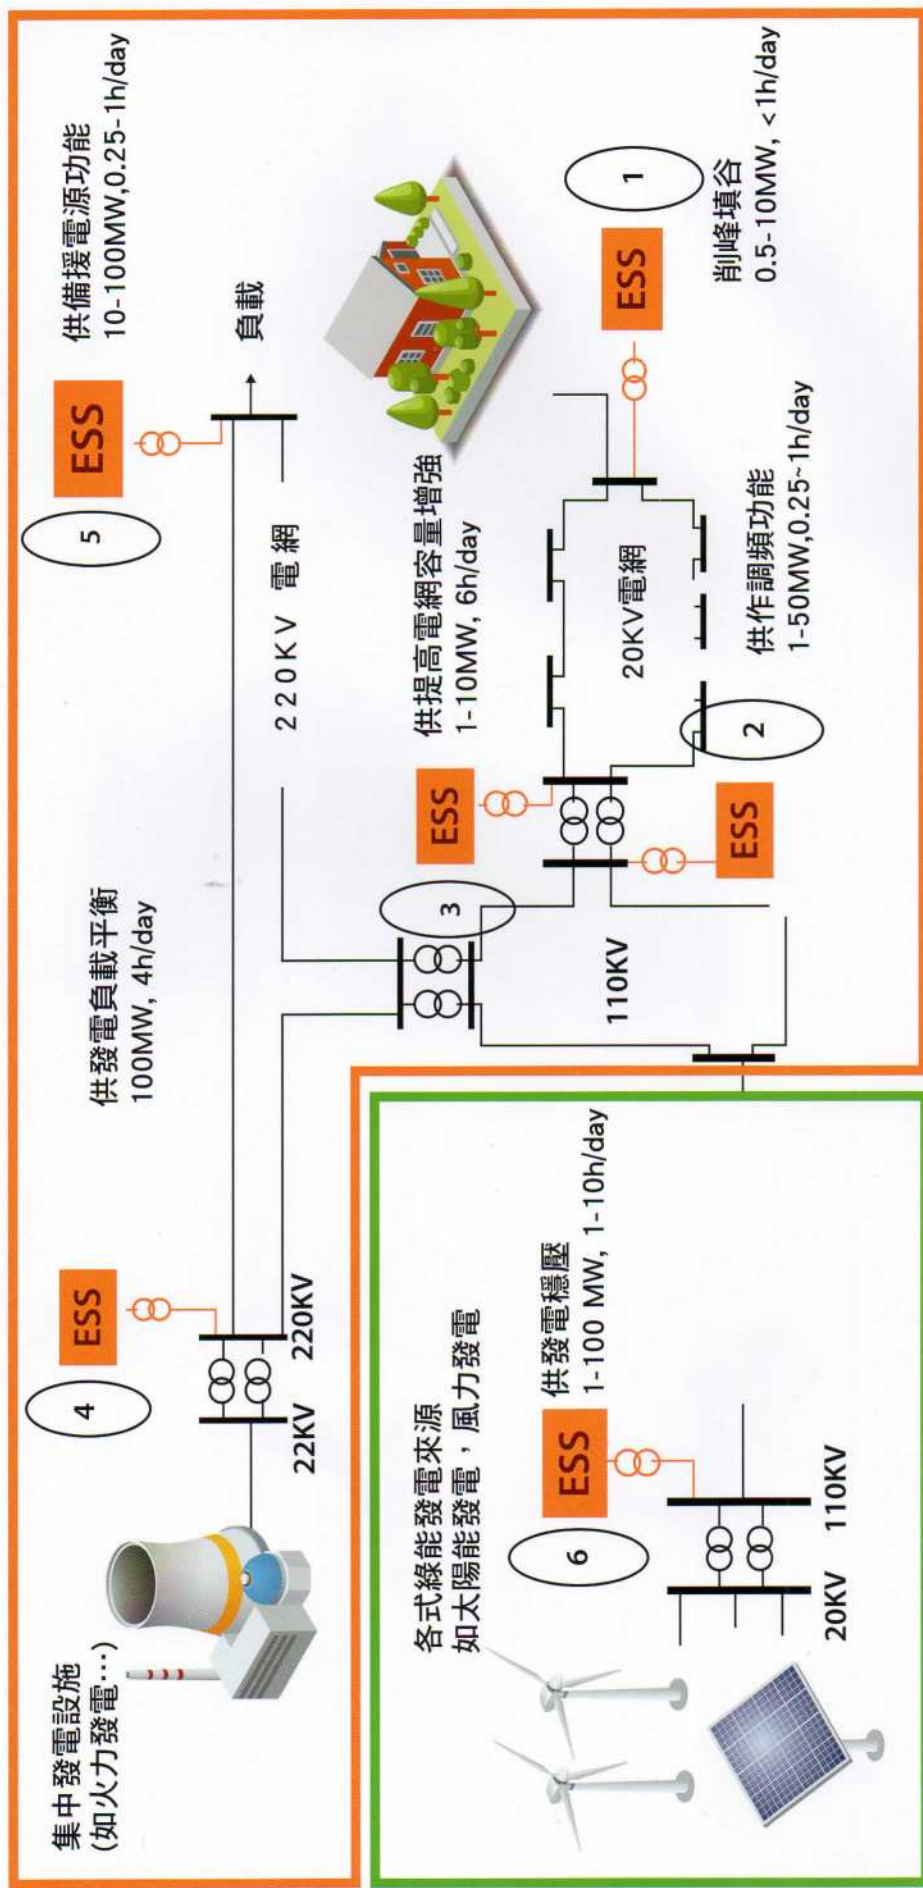 集中發電設施
(如火力發電…)
4
ESS
22KV
220KV
供發電負載平衡
100MW, 4h/day
220KV 電網
5
ESS
供備援電源功能
10-100MW,0.25-1h/day
負載
3
ESS
供提高電網容量增強
1-10MW, 6h/day
110KV
20KV電網
ESS
2
供作調頻功能
1-50MW,0.25~1h/day
ESS
1
削峰填谷
0.5-10MW, <1h/day
各式綠能發電來源
如太陽能發電，風力發電
6
ESS
供發電穩壓
1-100 MW, 1-10h/day
20KV
110KV